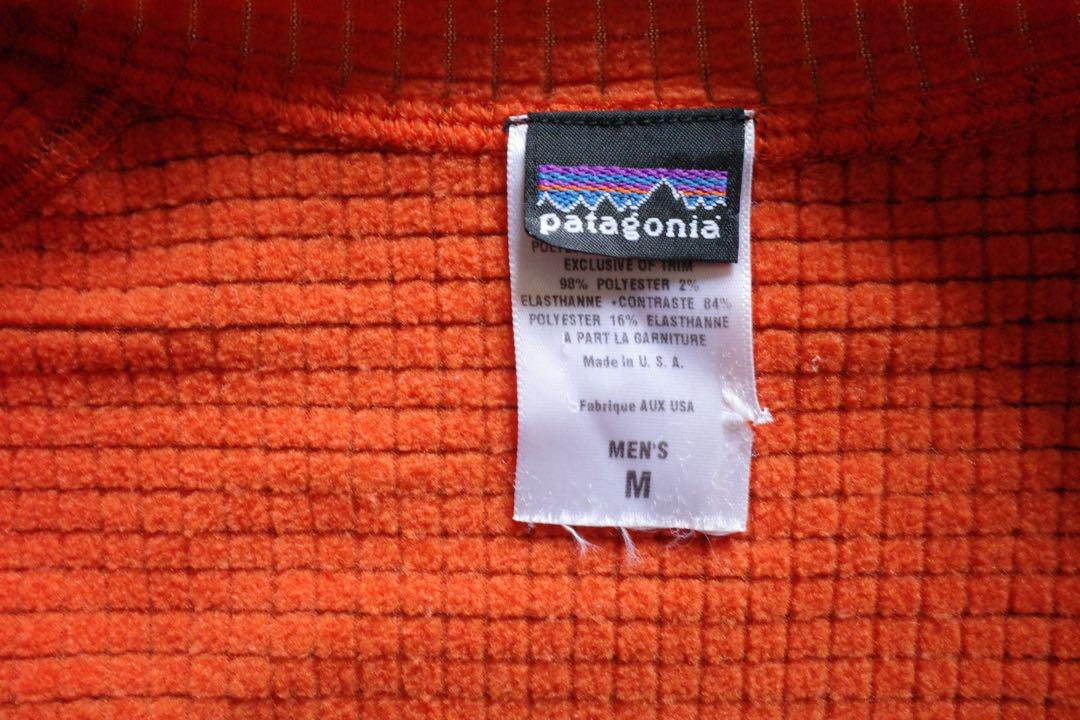 patagonia
EXCLUSIVE OF TRIM
98% POLYESTER 2%
ELASTHANNE • CONTRASTE 84%
POLYESTER 16% ELASTHANNE
À PART LA GARNITURE
Made in U. S. A.
Fabrique AUX USA
MEN'S
M